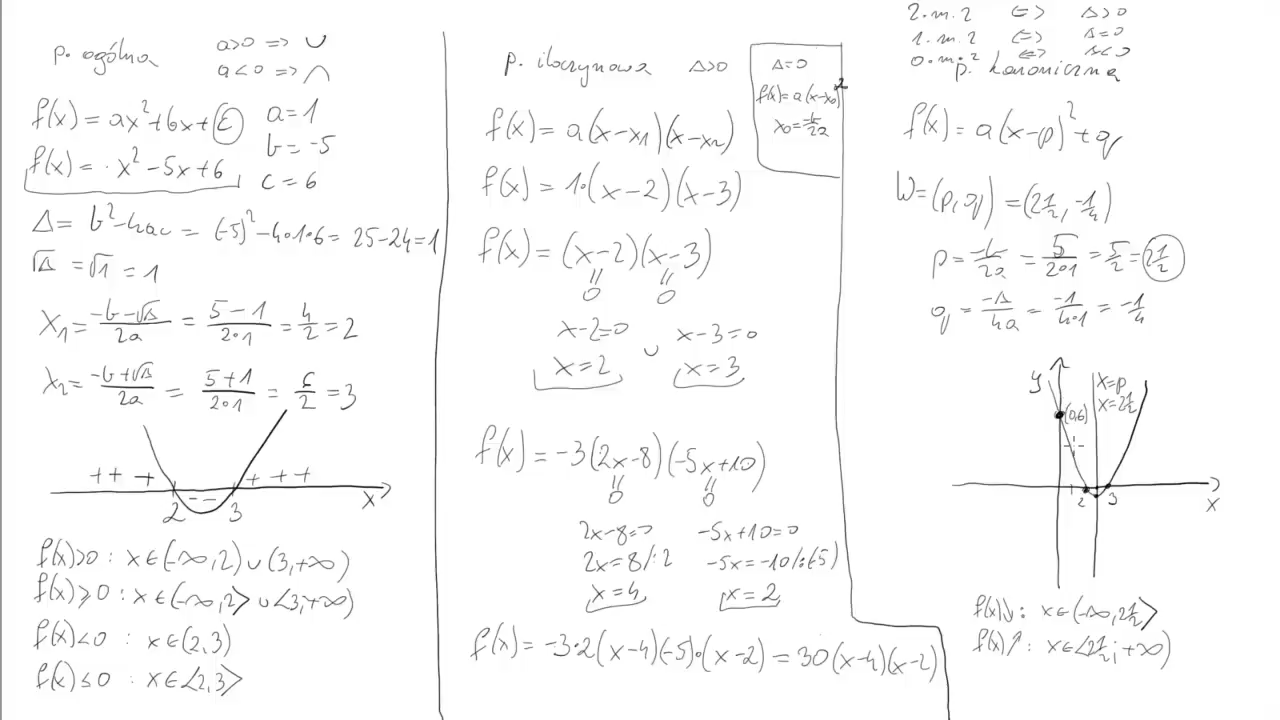 p. ogólna
a>0 => ∪
a<0 => ∩
f(x) = ax²+bx+c
a=1
f(x) = x² - 5x + 6
b = -5
c = 6
Δ = b²-4ac = (-5)² - 4·1·6 = 25-24=1
√Δ = √1 = 1
x₁ = (-b-√Δ)/2a = (5-1)/2·1 = 4/2 = 2
x₂ = (-b+√Δ)/2a = (5+1)/2·1 = 6/2 = 3
+ + + -- + + +
2 3 x
f(x)>0 : x∈(-∞,2)∪(3,+∞)
f(x)⩾0 : x∈(-∞,2>∪<3,+∞)
f(x)<0 : x∈(2,3)
f(x)≤0 : x∈<2,3>
p. iloczynowa Δ>0
Δ=0
f(x)=a(x-x₀)²
x₀=-b/2a
f(x) = a(x-x₁)(x-x₂)
f(x) = 1·(x-2)(x-3)
f(x) = (x-2)(x-3)
0 0
x-2=0 ∪ x-3=0
x=2 x=3
f(x) = -3(2x-8)(-5x+10)
0 0
2x-8=0 -5x+10=0
2x=8/:2 -5x=-10/:(-5)
x=4 x=2
f(x) = -3·2(x-4)(-5)·(x-2) = 30(x-4)(x-2)
2.m.z <=> Δ>0
1.m.z <=> Δ=0
0.m.z <=> Δ<0
p. kanoniczna
f(x) = a(x-p)²+q
W=(p,q) = (2½, -¼)
p = -b/2a = 5/2·1 = 5/2 = 2½
q = -Δ/4a = -1/4·1 = -¼
y
x=p
x=2½
(0,6)
2 3 x
f(x)↓ : x∈(-∞,2½>
f(x)↗ : x∈<2½;+∞)